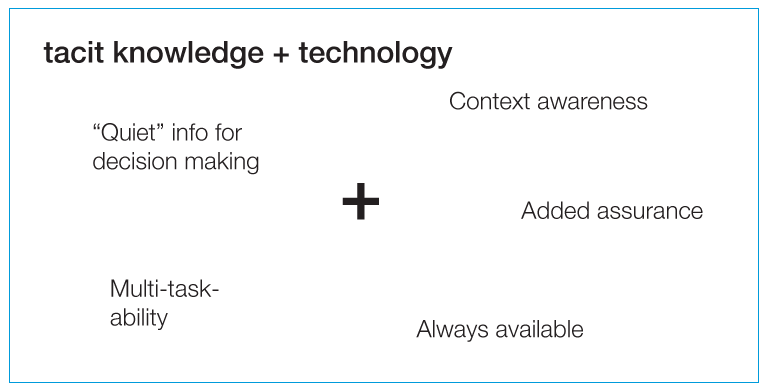 tacit knowledge + technology
Context awareness
“Quiet” info for
decision making
+
Added assurance
Multi-task-
ability
Always available